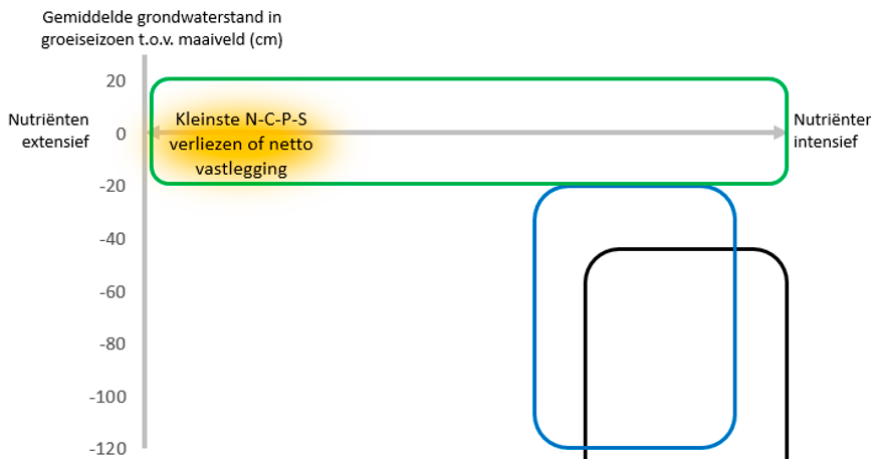 Gemiddelde grondwaterstand in
groeiseizoen t.o.v. maaiveld (cm)
20
Nutriënten
extensief
0
Kleinste N-C-P-S
verliezen of netto
vastlegging
Nutriënten
intensief
-20
-40
-60
-80
-100
-120